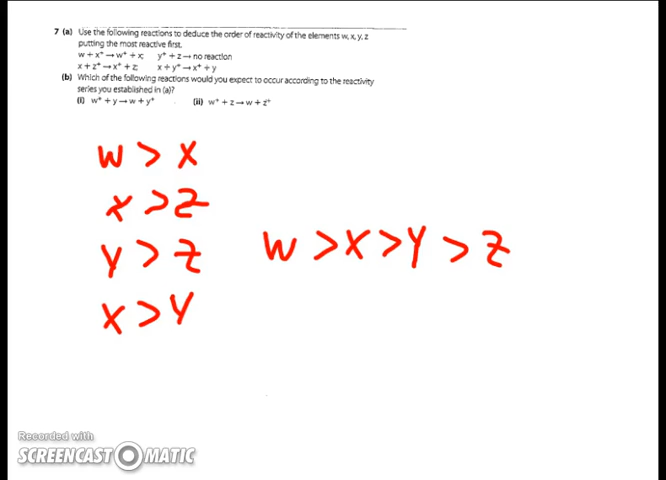 7 (a) Use the following reactions to deduce the order of reactivity of the elements w, x, y, z
putting the most reactive first.
w + x⁺ → w⁺ + x; y⁺ + z → no reaction
x + z⁺ → x⁺ + z; x + y⁺ → x⁺ + y
(b) Which of the following reactions would you expect to occur according to the reactivity
series you established in (a)?
(i) w⁺ + y → w + y⁺ (ii) w⁺ + z → w + z⁺
w > x
x > z
y > z
w > x > y > z
x > y
Recorded with
SCREENCAST O MATIC